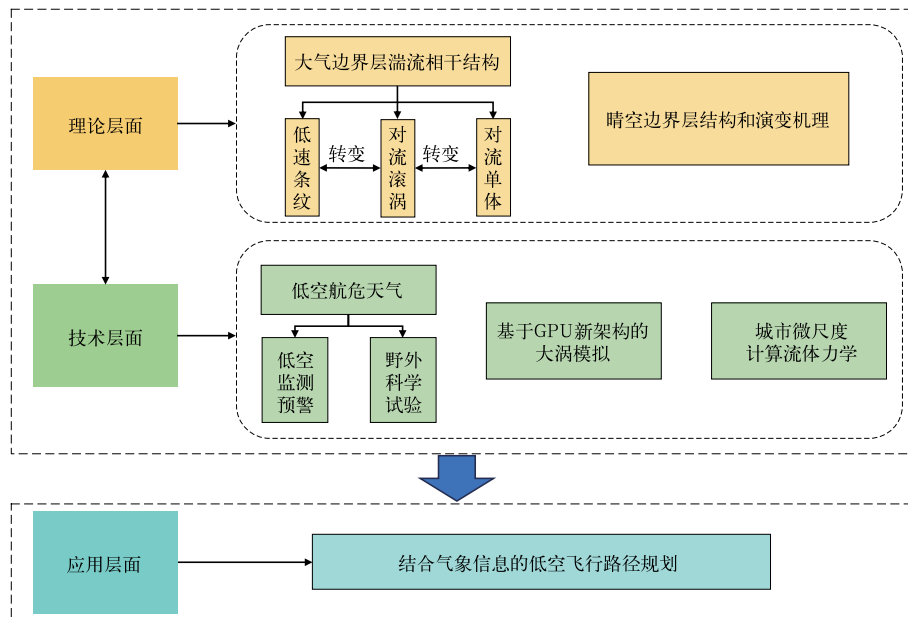 理论层面
大气边界层湍流相干结构
低速条纹
转变
对流滚涡
转变
对流单体
晴空边界层结构和演变机理
技术层面
低空航危天气
低空
监测
预警
野外
科学
试验
基于GPU新架构的
大涡模拟
城市微尺度
计算流体力学
应用层面
结合气象信息的低空飞行路径规划